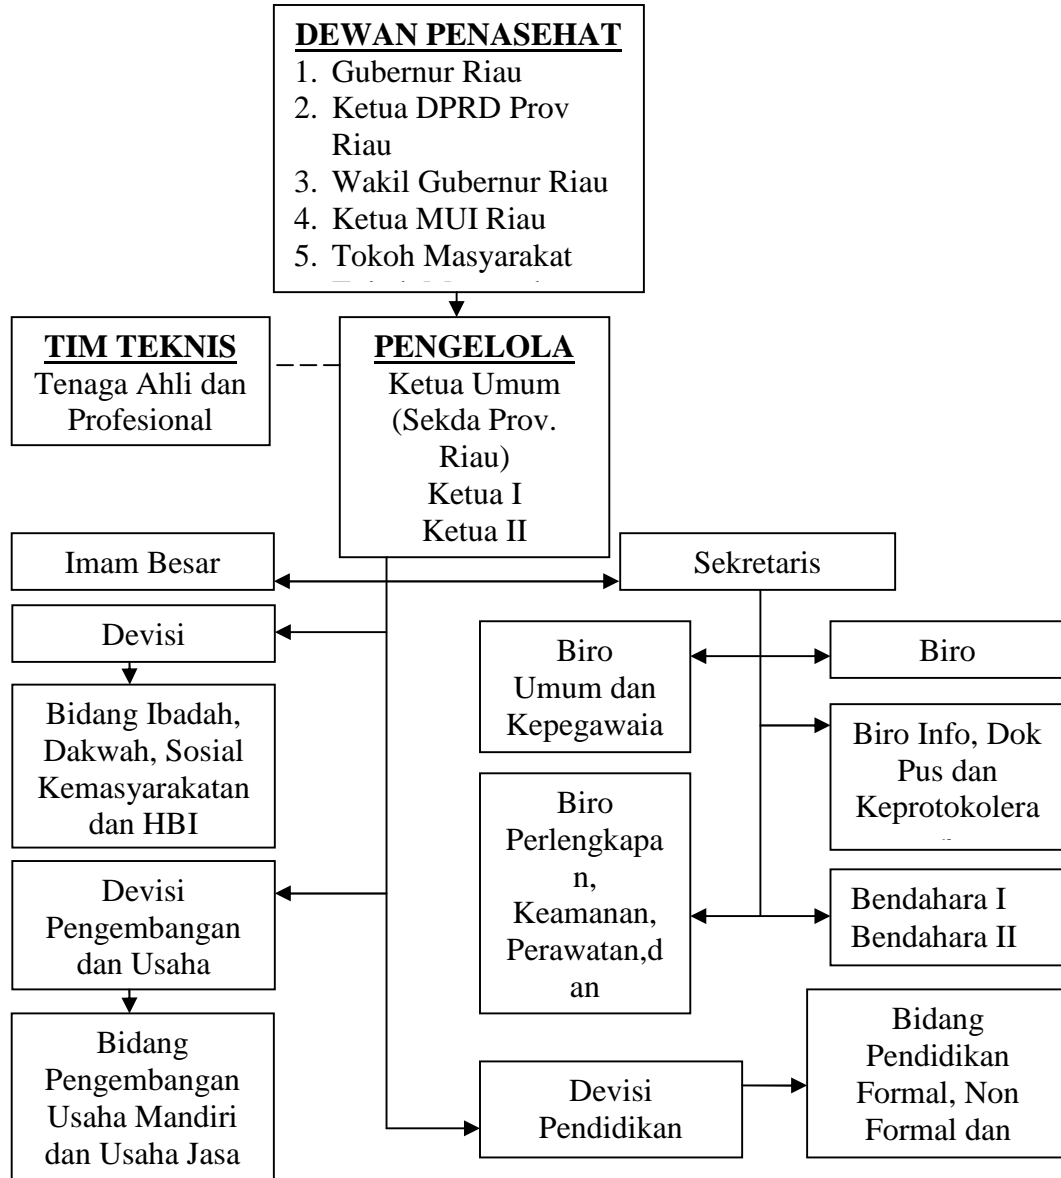 DEWAN PENASEHAT
1. Gubernur Riau
2. Ketua DPRD Prov
Riau
3. Wakil Gubernur Riau
4. Ketua MUI Riau
5. Tokoh Masyarakat
TIM TEKNIS
Tenaga Ahli dan
Profesional
PENGELOLA
Ketua Umum
(Sekda Prov.
Riau)
Ketua I
Ketua II
Imam Besar
Sekretaris
Devisi
Biro
Umum dan
Kepegawaia
Biro
Bidang Ibadah,
Dakwah, Sosial
Kemasyarakatan
dan HBI
Biro Info, Dok
Pus dan
Keprotokolera
Biro
Perlengkapa
n,
Keamanan,
Perawatan,d
an
Devisi
Pengembangan
dan Usaha
Bendahara I
Bendahara II
Bidang
Pengembangan
Usaha Mandiri
dan Usaha Jasa
Devisi
Pendidikan
Bidang
Pendidikan
Formal, Non
Formal dan